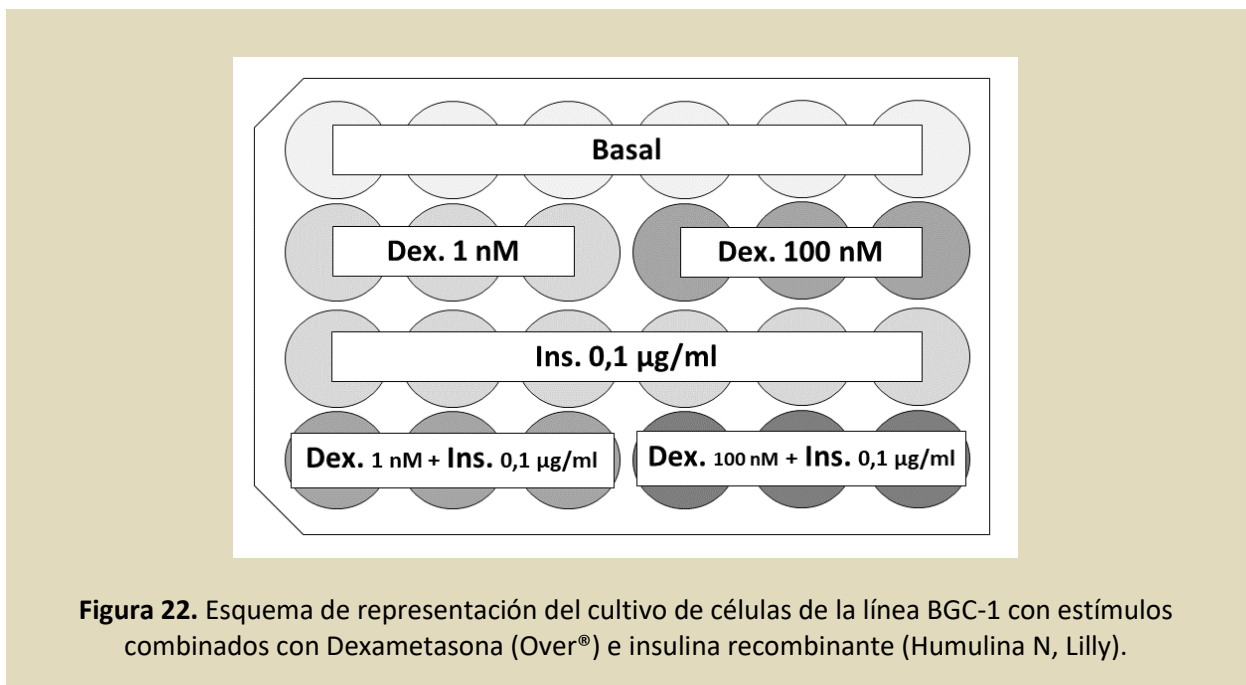 Basal
Dex. 1 nM
Dex. 100 nM
Ins. 0,1 µg/ml
Dex. 1 nM + Ins. 0,1 µg/ml
Dex. 100 nM + Ins. 0,1 µg/ml
Figura 22. Esquema de representación del cultivo de células de la línea BGC-1 con estímulos
combinados con Dexametasona (Over®) e insulina recombinante (Humulina N, Lilly).